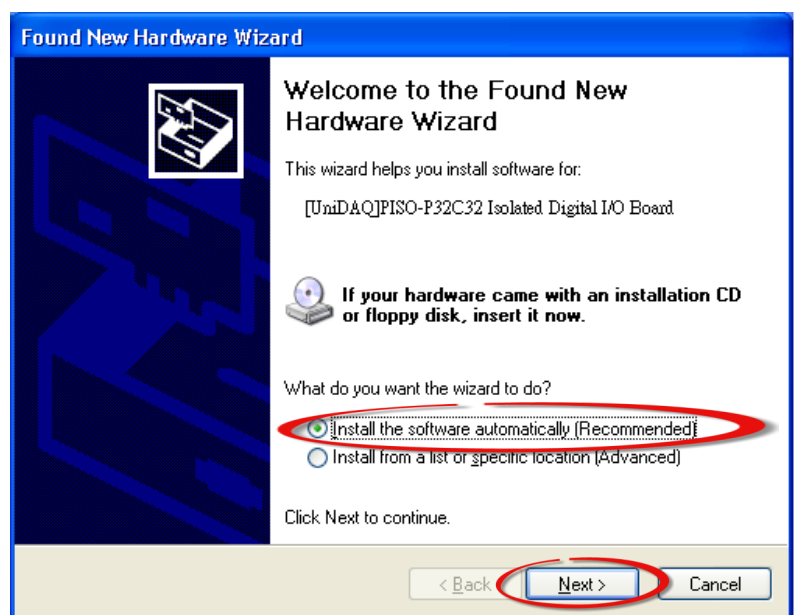 Found New Hardware Wizard
Welcome to the Found New
Hardware Wizard
This wizard helps you install software for:
[UniDAQ]PISO-P32C32 Isolated Digital I/O Board
If your hardware came with an installation CD
or floppy disk, insert it now.
What do you want the wizard to do?
Install the software automatically (Recommended)
Install from a list or specific location (Advanced)
Click Next to continue.
< Back
Next >
Cancel